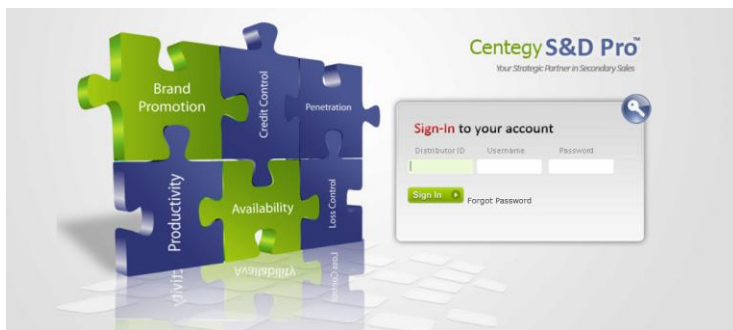 Centegy S&D Pro™
Your Strategic Partner in Secondary Sales
Brand
Promotion
Credit Control
Penetration
Productivity
Availability
Loss Control
Sign-In to your account
Distributor ID Username Password
Sign In Forgot Password